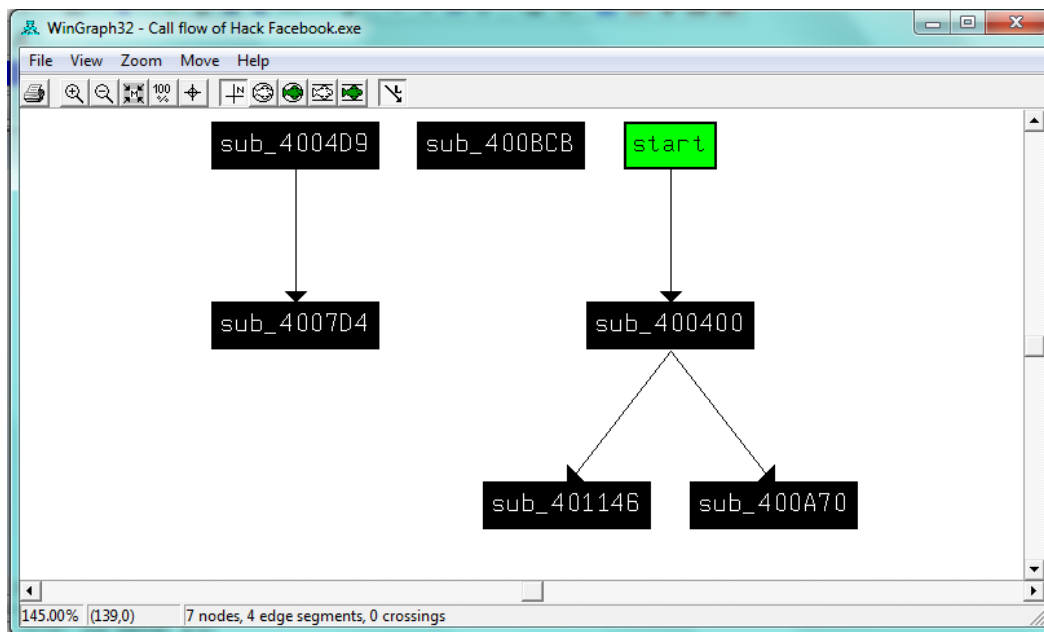 WinGraph32 - Call flow of Hack Facebook.exe
File View Zoom Move Help
100 %
N
sub_4004D9 sub_400BCB start
sub_4007D4 sub_400400
sub_401146 sub_400A70
145.00% (139,0) 7 nodes, 4 edge segments, 0 crossings